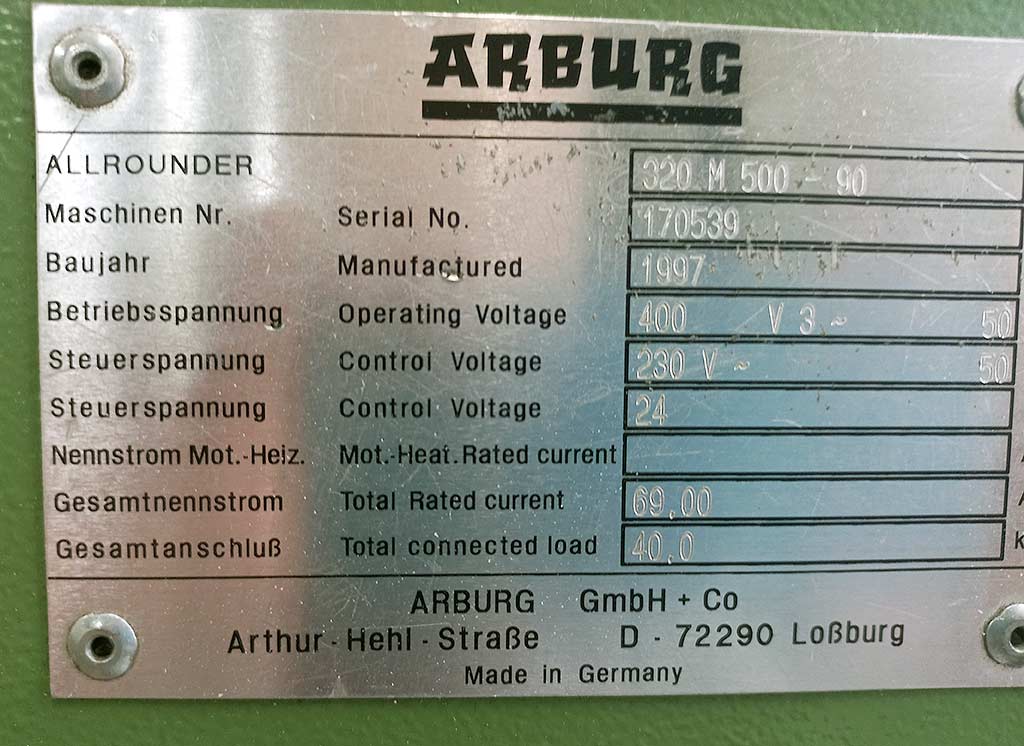 ARBURG
ALLROUNDER 320 M 500 - 90
Maschinen Nr. Serial No. 170539
Baujahr Manufactured 1997
Betriebsspannung Operating Voltage 400 V 3 ~ 50
Steuerspannung Control Voltage 230 V ~ 50
Steuerspannung Control Voltage 24
Nennstrom Mot.-Heiz. Mot.-Heat.Rated current
Gesamtnennstrom Total Rated current 69,00
Gesamtanschluß Total connected load 40,0
ARBURG GmbH + Co
Arthur - Hehl - Straße D - 72290 Loßburg
Made in Germany